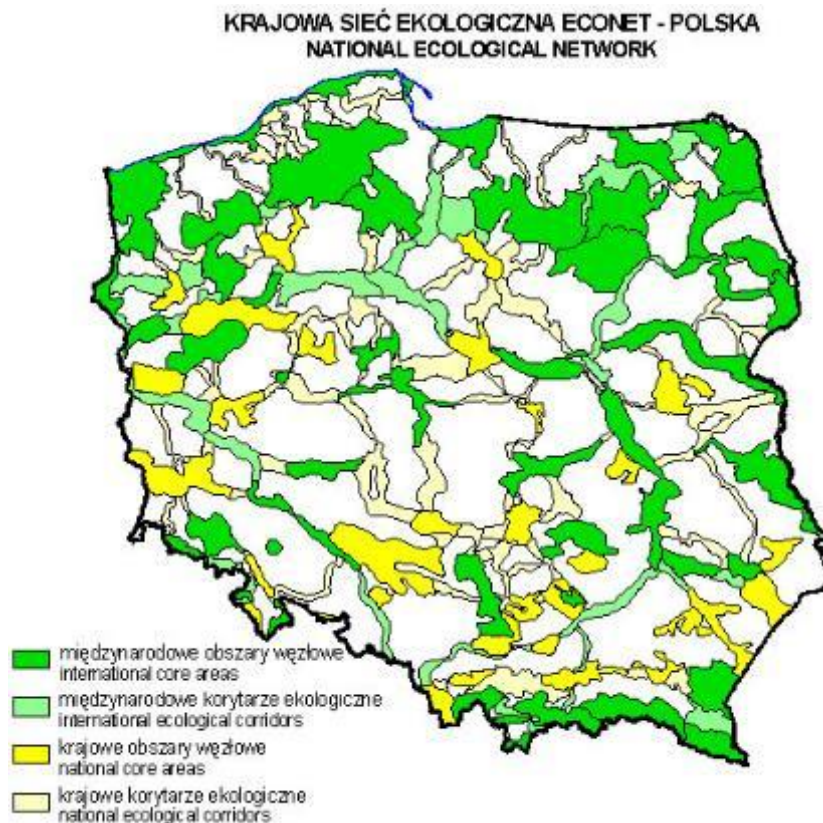 KRAJOWA SIEĆ EKOLOGICZNA ECONET - POLSKA
NATIONAL ECOLOGICAL NETWORK
międzynarodowe obszary węzłowe
international core areas
międzynarodowe korytarze ekologiczne
international ecological corridors
krajowe obszary węzłowe
national core areas
krajowe korytarze ekologiczne
national ecological corridors